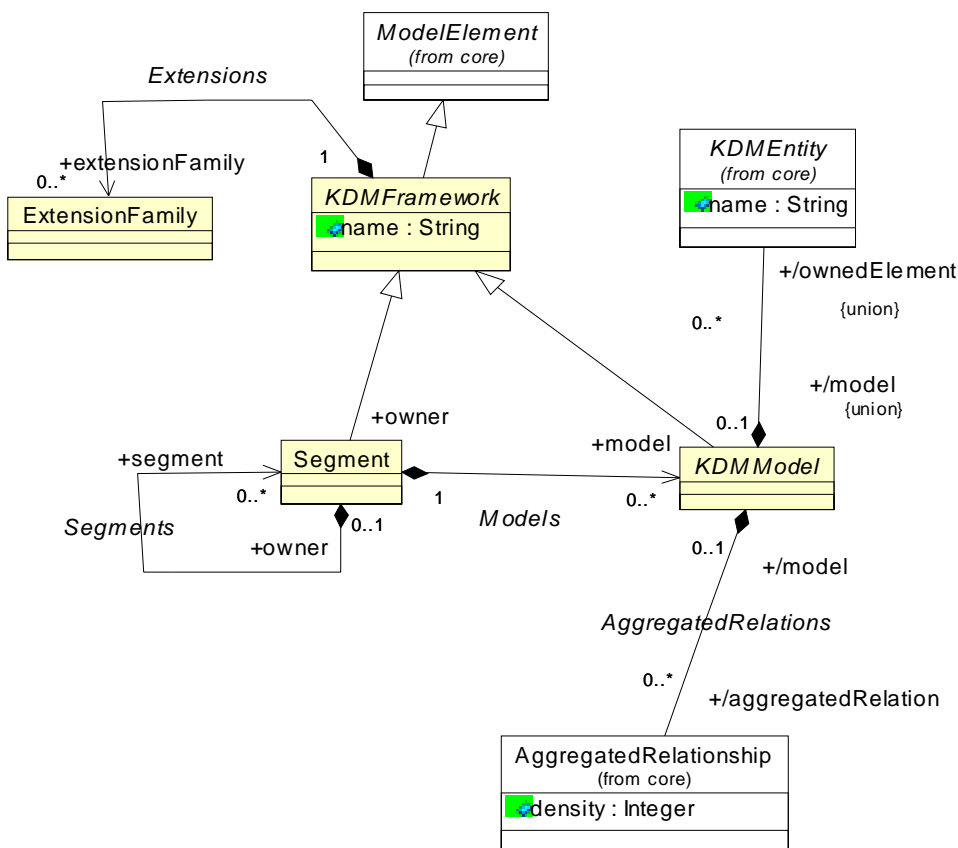 ModelElement
(from core)
Extensions
+extensionFamily
0..*
1
KDMEntity
(from core)
name : String
ExtensionFamily
KDMFramework
name : String
+/ownedElement
{union}
0..*
+/model
{union}
0..1
+owner
+segment
Segment
+model
KDMModel
0..*
1
0..*
Segments
0..1
Models
+owner
0..1
+/model
AggregatedRelations
0..*
+/aggregatedRelation
AggregatedRelationship
(from core)
density : Integer